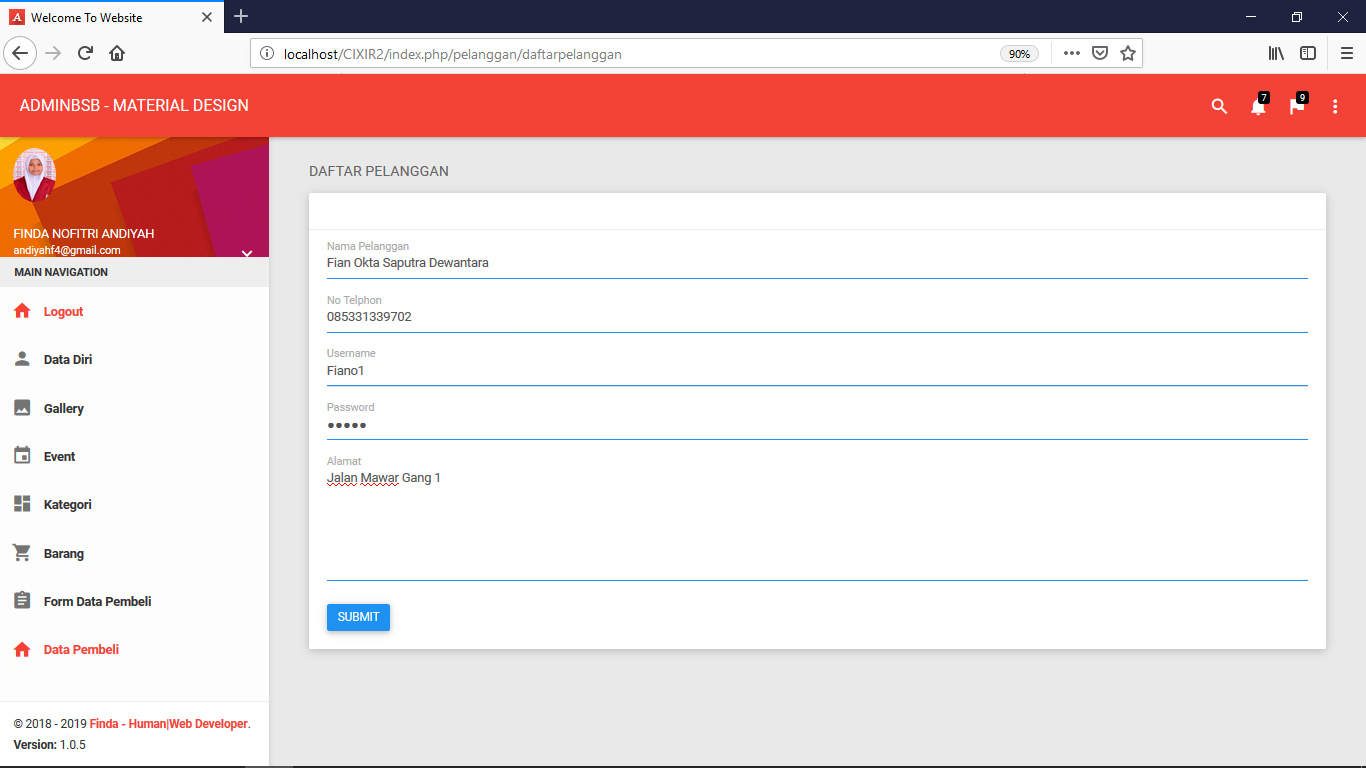 Welcome To Website
localhost/CIXIR2/index.php/pelanggan/daftarpelanggan
90%
ADMINBSB - MATERIAL DESIGN
7
9
FINDA NOFITRI ANDIYAH
andiyahf4@gmail.com
MAIN NAVIGATION
Logout
Data Diri
Gallery
Event
Kategori
Barang
Form Data Pembeli
Data Pembeli
© 2018 - 2019 Finda - Human|Web Developer.
Version: 1.0.5
DAFTAR PELANGGAN
Nama Pelanggan
Fian Okta Saputra Dewantara
No Telphon
085331339702
Username
Fiano1
Password
●●●●●
Alamat
Jalan Mawar Gang 1
SUBMIT